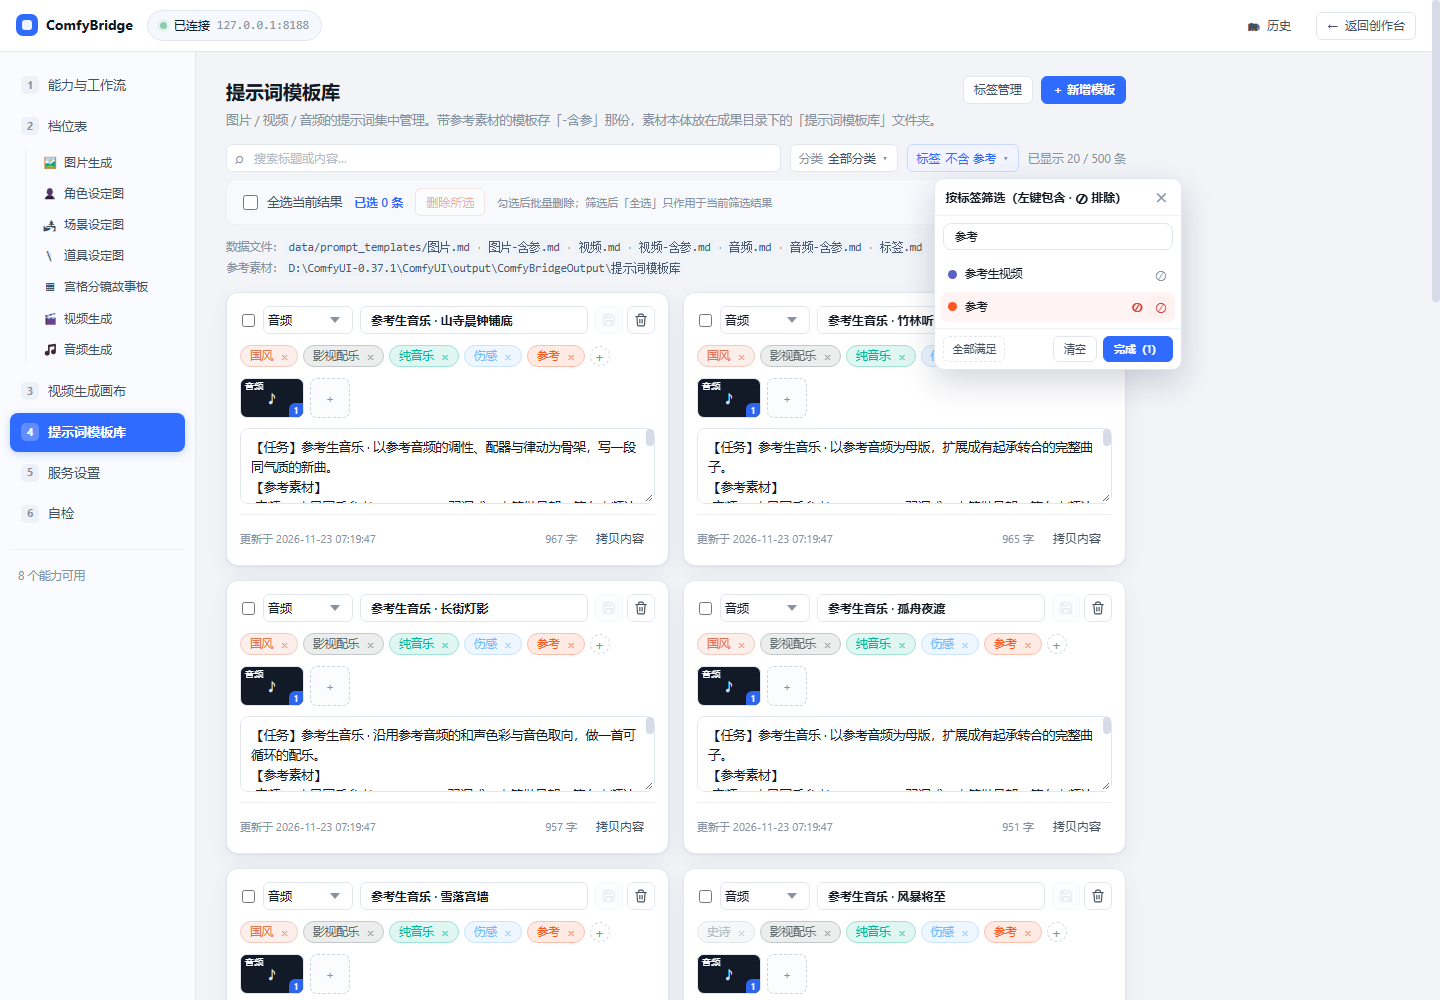 ComfyBridge
已连接 127.0.0.1:8188
历史
← 返回创作台
1 能力与工作流
2 档位表
图片生成
角色设定图
场景设定图
道具设定图
宫格分镜故事板
视频生成
音频生成
3 视频生成画布
4 提示词模板库
5 服务设置
6 自检
8 个能力可用
提示词模板库
标签管理
+ 新增模板
图片 / 视频 / 音频的提示词集中管理。带参考素材的模板存「-含参」那份，素材本体放在成果目录下的「提示词模板库」文件夹。
搜索标题或内容...
分类 全部分类
标签 不含 参考
已显示 20 / 500 条
全选当前结果 已选 0 条 删除所选 勾选后批量删除；筛选后「全选」只作用于当前筛选结果
数据文件: data/prompt_templates/图片.md · 图片-含参.md · 视频.md · 视频-含参.md · 音频.md · 音频-含参.md · 标签.md
参考素材: D:\ComfyUI-0.37.1\ComfyUI\output\ComfyBridgeOutput\提示词模板库
按标签筛选（左键包含 · 排除）
参考
参考生视频
参考
全部满足
清空
完成（1）
音频
参考生音乐 · 山寺晨钟铺底
国风 × 影视配乐 × 纯音乐 × 伤感 × 参考 × +
音频
♪
1
+
【任务】参考生音乐 · 以参考音频的调性、配器与律动为骨架，写一段
同气质的新曲。
【参考素材】
更新于 2026-11-23 07:19:47
967 字
拷贝内容
音频
参考生音乐 · 竹林听
国风 × 影视配乐 × 纯音乐 ×
音频
♪
1
+
【任务】参考生音乐 · 以参考音频为母版，扩展成有起承转合的完整曲
子。
【参考素材】
更新于 2026-11-23 07:19:47
965 字
拷贝内容
音频
参考生音乐 · 长街灯影
国风 × 影视配乐 × 纯音乐 × 伤感 × 参考 × +
音频
♪
1
+
【任务】参考生音乐 · 沿用参考音频的和声色彩与音色取向，做一首可
循环的配乐。
【参考素材】
更新于 2026-11-23 07:19:47
957 字
拷贝内容
音频
参考生音乐 · 孤舟夜渡
国风 × 影视配乐 × 纯音乐 × 伤感 × 参考 × +
音频
♪
1
+
【任务】参考生音乐 · 以参考音频为母版，扩展成有起承转合的完整曲
子。
【参考素材】
更新于 2026-11-23 07:19:47
951 字
拷贝内容
音频
参考生音乐 · 雪落宫墙
国风 × 影视配乐 × 纯音乐 × 伤感 × 参考 × +
音频
♪
1
+
音频
参考生音乐 · 风暴将至
史诗 × 影视配乐 × 纯音乐 × 伤感 × 参考 × +
音频
♪
1
+